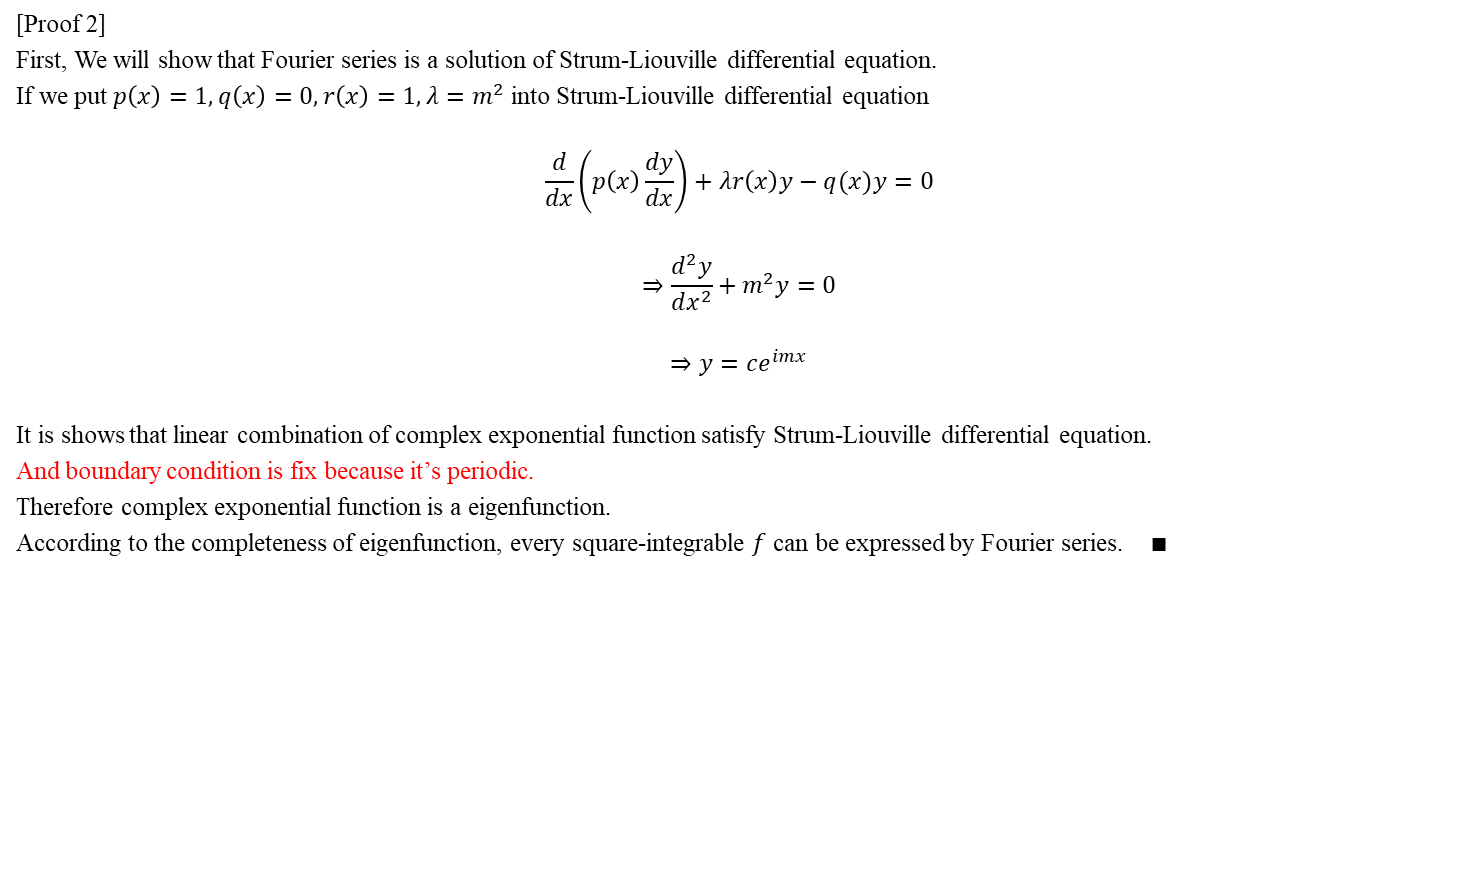 [Proof 2]
First, We will show that Fourier series is a solution of Strum-Liouville differential equation.
If we put p(x) = 1, q(x) = 0, r(x) = 1, λ = m² into Strum-Liouville differential equation
d/dx (p(x) dy/dx) + λr(x)y − q(x)y = 0
⇒ d²y/dx² + m²y = 0
⇒ y = ce^{imx}
It is shows that linear combination of complex exponential function satisfy Strum-Liouville differential equation.
And boundary condition is fix because it’s periodic.
Therefore complex exponential function is a eigenfunction.
According to the completeness of eigenfunction, every square-integrable f can be expressed by Fourier series. ■